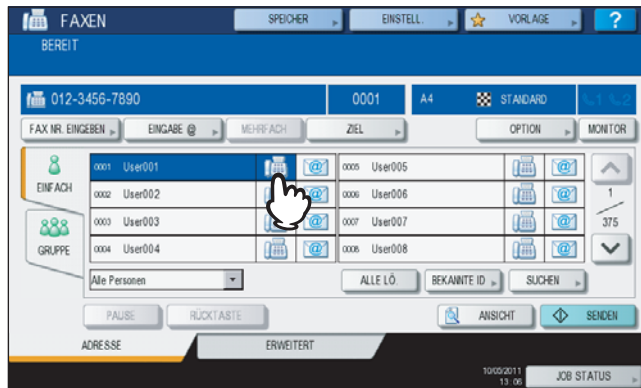 FAXEN SPEICHER EINSTELL. VORLAGE ?
BEREIT
012-3456-7890 0001 A4 STANDARD 1 2
FAX NR. EINGEBEN EINGABE @ MEHRFACH ZIEL OPTION MONITOR
EINFACH
GRUPPE
0001 User001 @ 0005 User005 @
0002 User002 @ 0006 User006 @
0003 User003 @ 0007 User007 @
0004 User004 @ 0008 User008 @
1
375
Alle Personen ALLE LÖ. BEKANNTE ID SUCHEN
PAUSE RÜCKTASTE ANSICHT SENDEN
ADRESSE ERWEITERT
10/05/2011
13:06 JOB STATUS